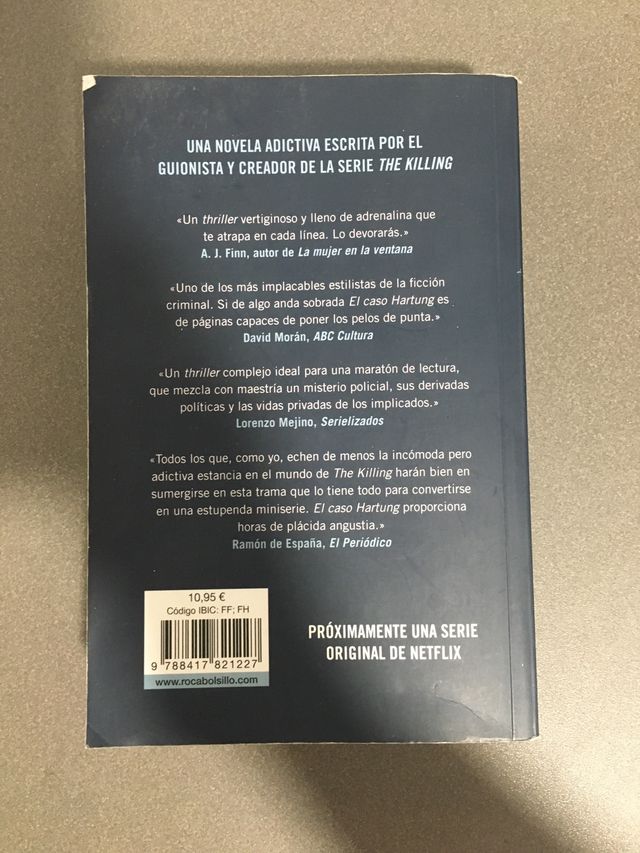 UNA NOVELA ADICTIVA ESCRITA POR EL
GUIONISTA Y CREADOR DE LA SERIE THE KILLING
«Un thriller vertiginoso y lleno de adrenalina que
te atrapa en cada línea. Lo devorarás.»
A. J. Finn, autor de La mujer en la ventana
«Uno de los más implacables estilistas de la ficción
criminal. Si de algo anda sobrada El caso Hartung es
de páginas capaces de poner los pelos de punta.»
David Morán, ABC Cultura
«Un thriller complejo ideal para una maratón de lectura,
que mezcla con maestría un misterio policial, sus derivadas
políticas y las vidas privadas de los implicados.»
Lorenzo Mejino, Serielizados
«Todos los que, como yo, echen de menos la incómoda pero
adictiva estancia en el mundo de The Killing harán bien en
sumergirse en esta trama que lo tiene todo para convertirse
en una estupenda miniserie. El caso Hartung proporciona
horas de plácida angustia.»
Ramón de España, El Periódico
10,95 €
Código IBIC: FF; FH
9 788417 821227
www.rocabolsillo.com
PRÓXIMAMENTE UNA SERIE
ORIGINAL DE NETFLIX